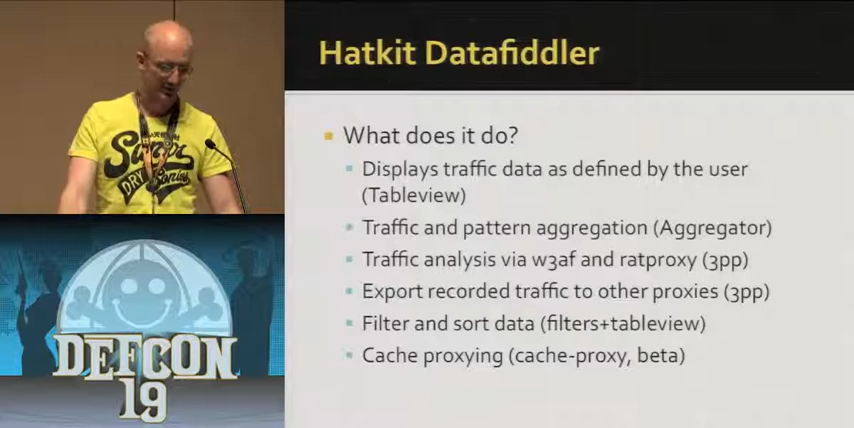 Hatkit Datafiddler
What does it do?
Displays traffic data as defined by the user
(Tableview)
Traffic and pattern aggregation (Aggregator)
Traffic analysis via w3af and ratproxy (3pp)
Export recorded traffic to other proxies (3pp)
Filter and sort data (filters+tableview)
Cache proxying (cache-proxy, beta)
DRY
DEFCON
19